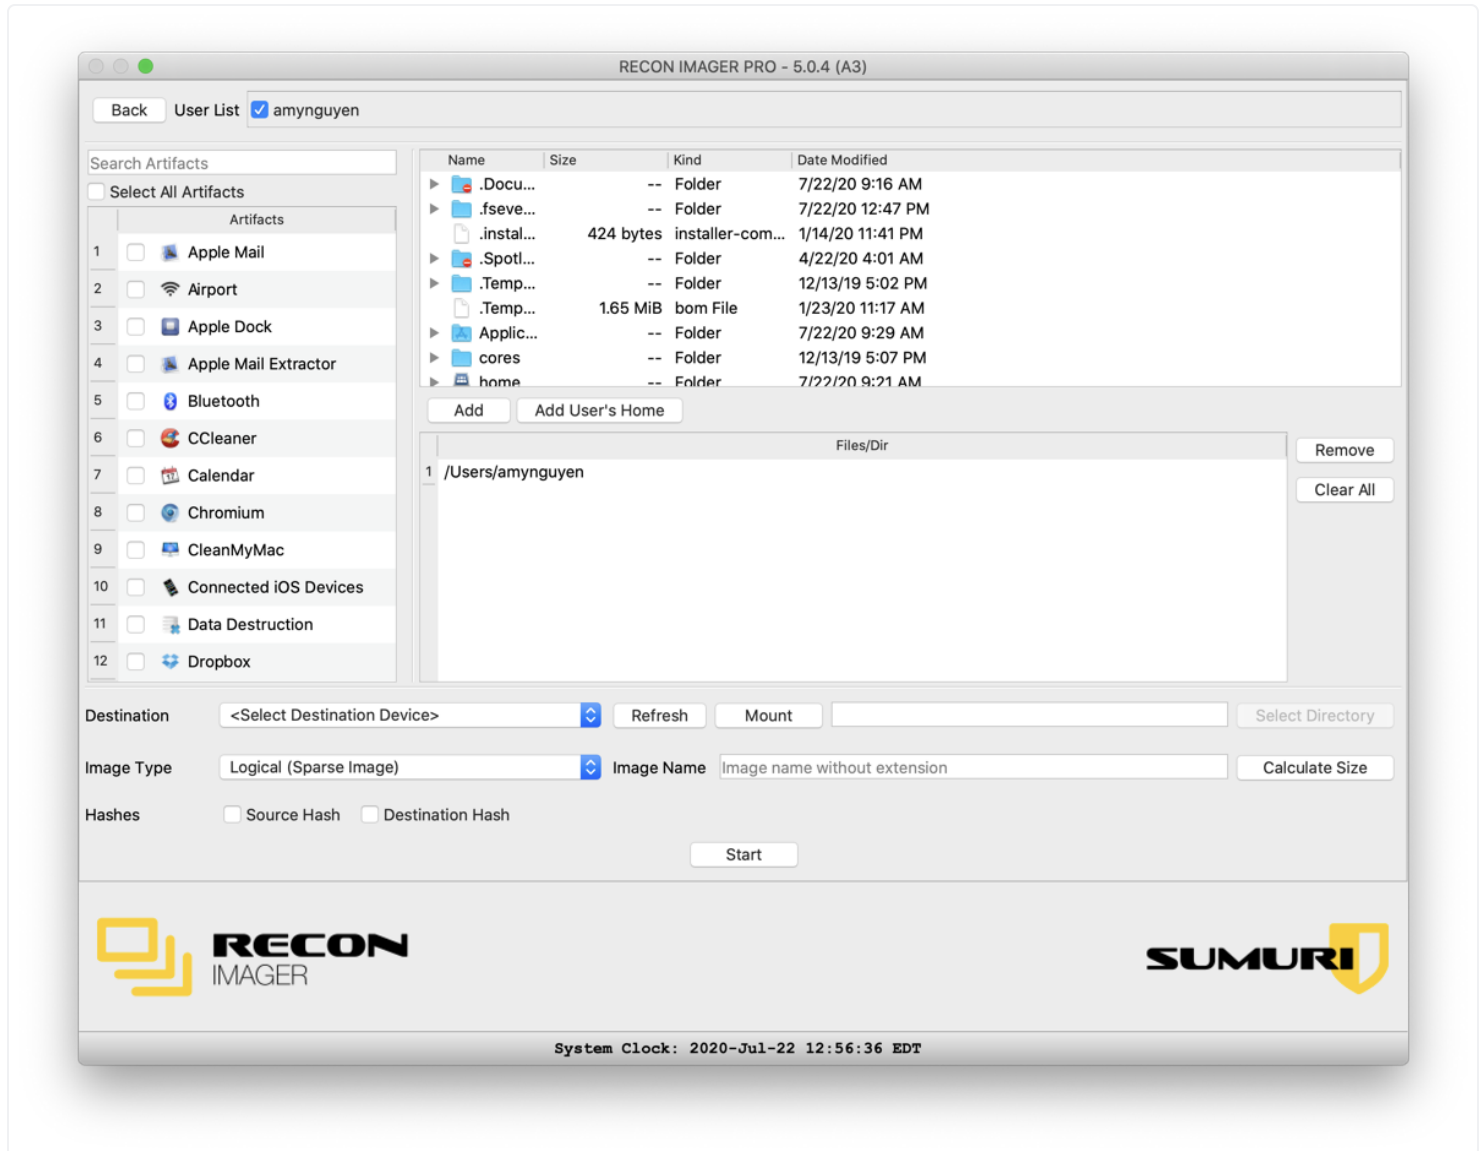 RECON IMAGER PRO - 5.0.4 (A3)
Back User List amynguyen
Search Artifacts
Select All Artifacts
Artifacts
1 Apple Mail
2 Airport
3 Apple Dock
4 Apple Mail Extractor
5 Bluetooth
6 CCleaner
7 Calendar
8 Chromium
9 CleanMyMac
10 Connected iOS Devices
11 Data Destruction
12 Dropbox
Name Size Kind Date Modified
.Docu... -- Folder 7/22/20 9:16 AM
.fseve... -- Folder 7/22/20 12:47 PM
.instal... 424 bytes installer-com... 1/14/20 11:41 PM
.Spotl... -- Folder 4/22/20 4:01 AM
.Temp... -- Folder 12/13/19 5:02 PM
.Temp... 1.65 MiB bom File 1/23/20 11:17 AM
Applic... -- Folder 7/22/20 9:29 AM
cores -- Folder 12/13/19 5:07 PM
home -- Folder 7/22/20 9:21 AM
Add Add User's Home
Files/Dir
1 /Users/amynguyen
Remove
Clear All
Destination <Select Destination Device> Refresh Mount Select Directory
Image Type Logical (Sparse Image) Image Name Image name without extension Calculate Size
Hashes Source Hash Destination Hash
Start
RECON
IMAGER
SUMURI
System Clock: 2020-Jul-22 12:56:36 EDT